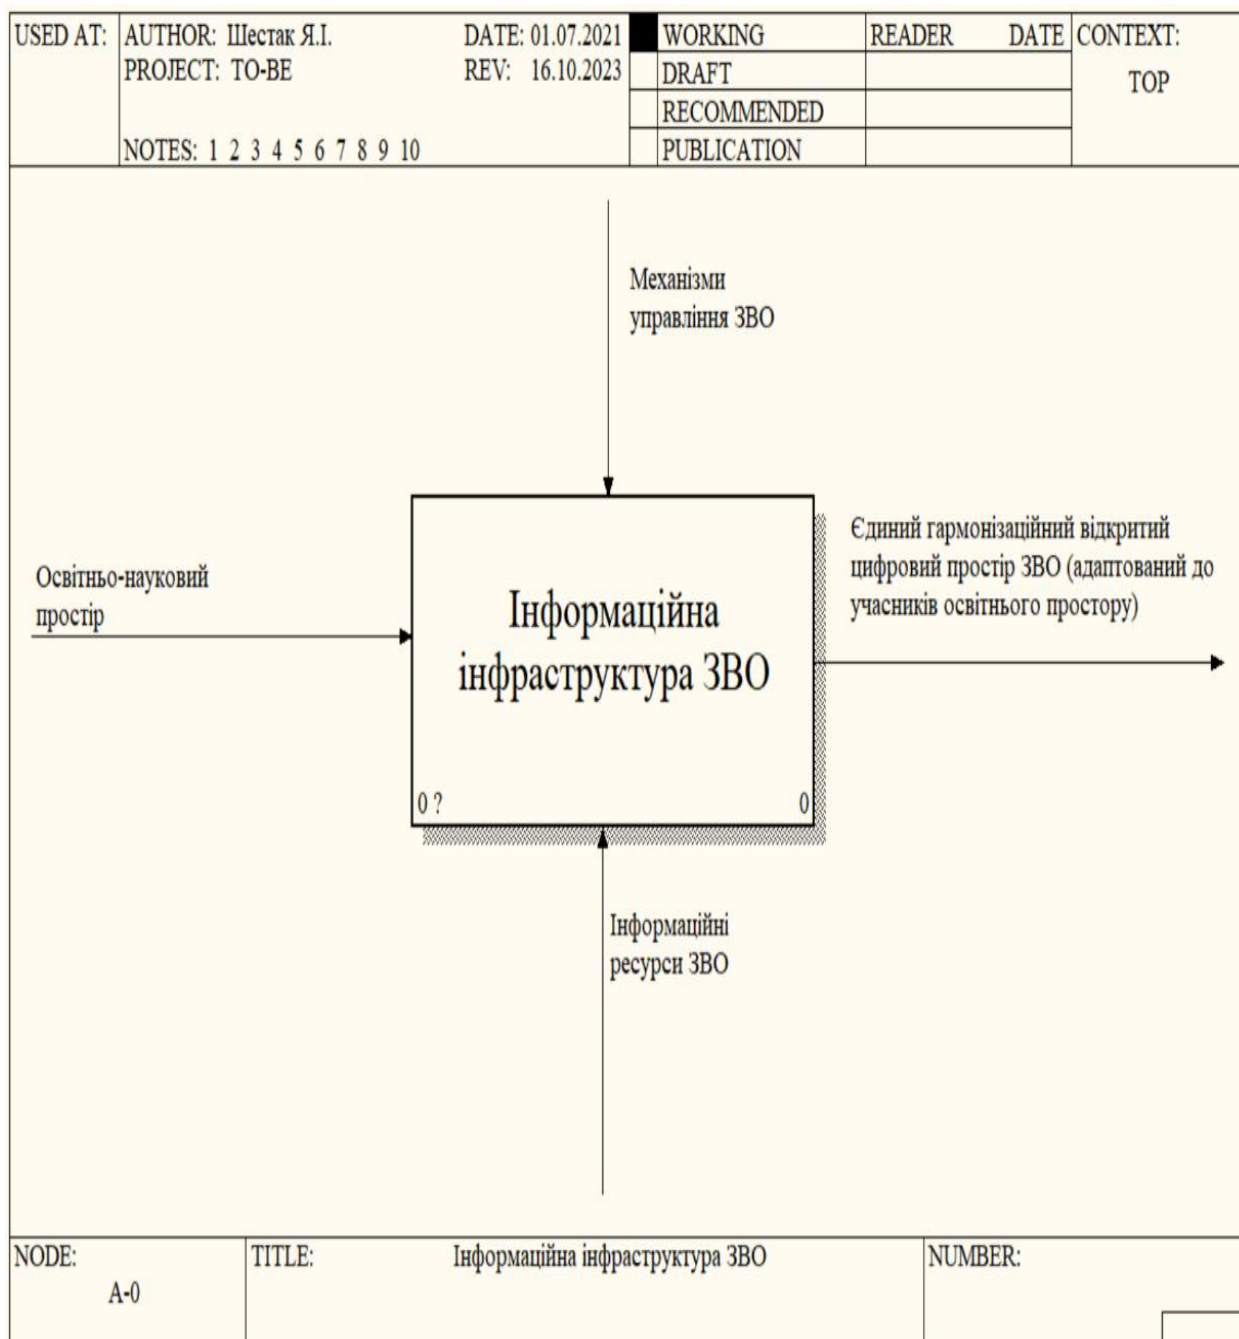 USED AT:
AUTHOR: Шестак Я.І.
DATE: 01.07.2021
PROJECT: TO-BE
REV: 16.10.2023
NOTES: 1 2 3 4 5 6 7 8 9 10
WORKING
DRAFT
RECOMMENDED
PUBLICATION
READER DATE
CONTEXT:
TOP
Механізми
управління ЗВО
Освітньо-науковий
простір
Інформаційна
інфраструктура ЗВО
0 ?
0
Єдиний гармонізаційний відкритий
цифровий простір ЗВО (адаптований до
учасників освітнього простору)
Інформаційні
ресурси ЗВО
NODE:
A-0
TITLE:
Інформаційна інфраструктура ЗВО
NUMBER: